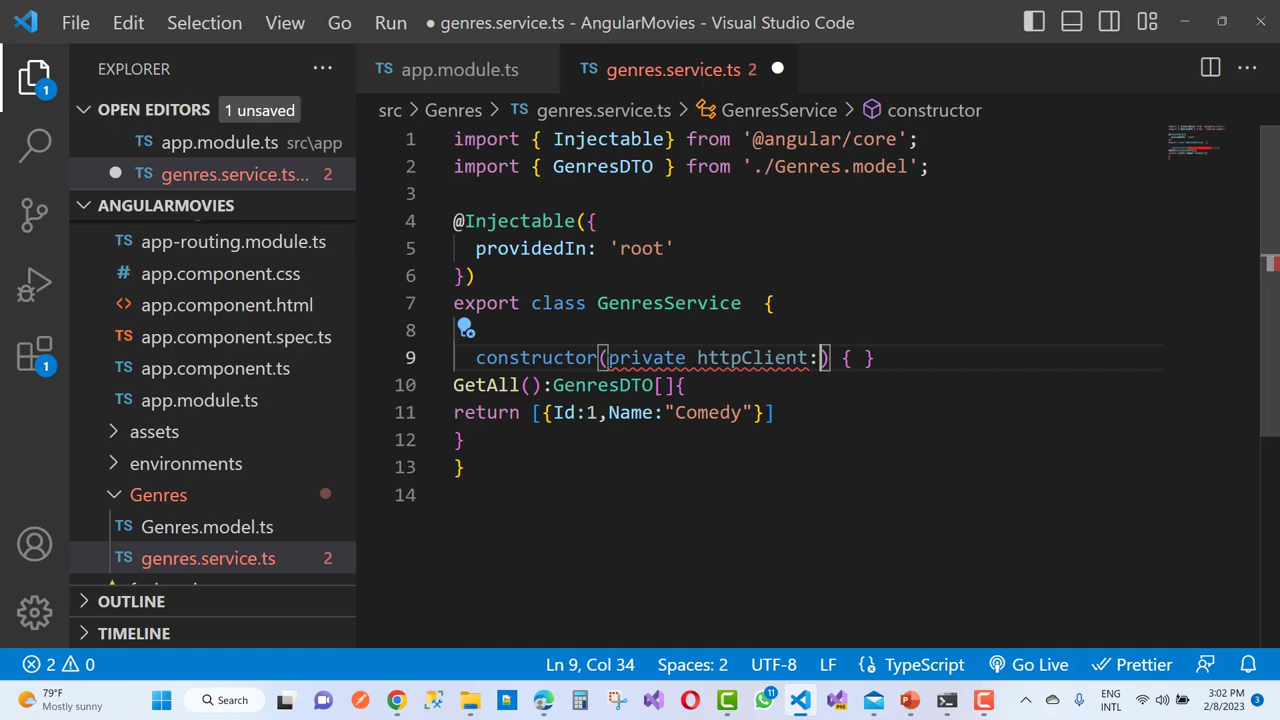 File Edit Selection View Go Run ● genres.service.ts - AngularMovies - Visual Studio Code
EXPLORER
OPEN EDITORS 1 unsaved
TS app.module.ts src\app
TS genres.service.ts... 2
ANGULARMOVIES
TS app-routing.module.ts
# app.component.css
<> app.component.html
TS app.component.spec.ts
TS app.component.ts
TS app.module.ts
assets
environments
Genres
TS Genres.model.ts
TS genres.service.ts 2
OUTLINE
TIMELINE
1
1
TS app.module.ts TS genres.service.ts 2
src > Genres > TS genres.service.ts > GenresService > constructor
1 import { Injectable} from '@angular/core';
2 import { GenresDTO } from './Genres.model';
3
4 @Injectable({
5 providedIn: 'root'
6 })
7 export class GenresService  {
8
9 constructor(private httpClient:) { }
10 GetAll():GenresDTO[]{
11 return [{Id:1,Name:"Comedy"}]
12 }
13 }
14
2 0 Ln 9, Col 34 Spaces: 2 UTF-8 LF {} TypeScript Go Live Prettier
79°F
Mostly sunny
Search
11
PRE
ENG
INTL
3:02 PM
2/8/2023
3